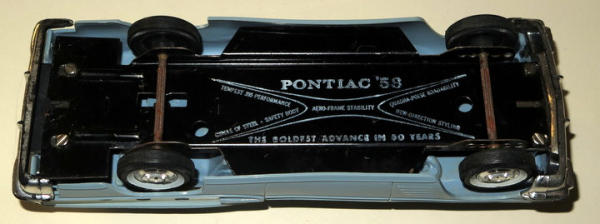 PONTIAC '58
TEMPEST 395 PERFORMANCE
QUADRA-POISE ROADABILITY
AERO-FRAME STABILITY
CIRCLE OF STEEL - SAFETY BODY
NEW-DIRECTION STYLING
THE BOLDEST ADVANCE IN 50 YEARS